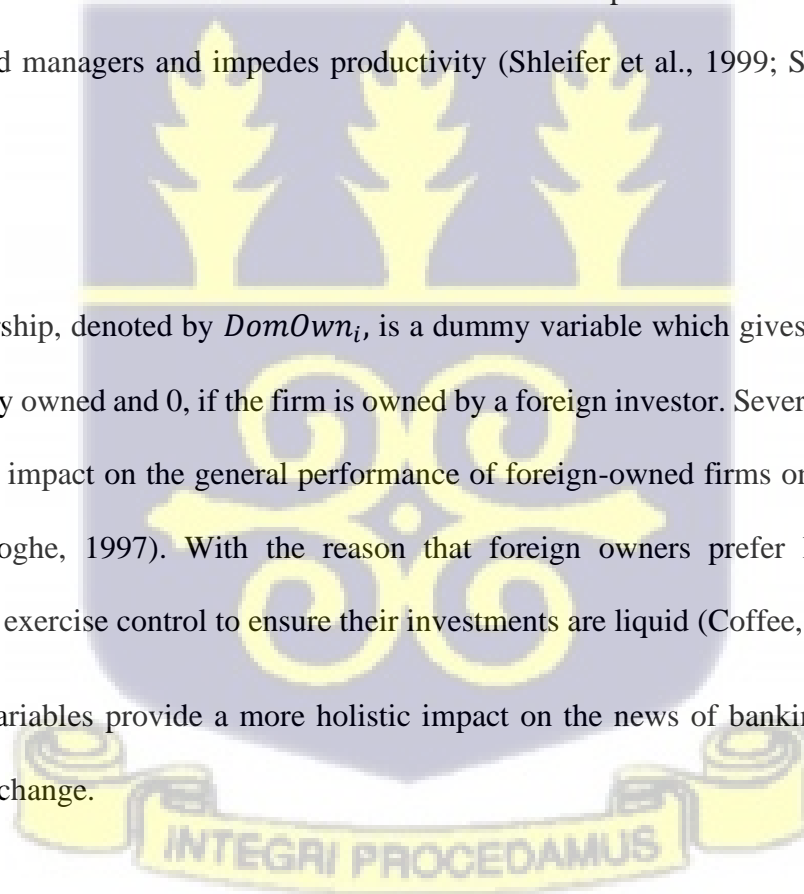 d managers and impedes productivity (Shleifer et al., 1999; S
rship, denoted by DomOwnᵢ, is a dummy variable which gives
y owned and 0, if the firm is owned by a foreign investor. Sever
impact on the general performance of foreign-owned firms or
oghe, 1997). With the reason that foreign owners prefer
exercise control to ensure their investments are liquid (Coffee,
ariables provide a more holistic impact on the news of bankin
change.
INTEGRI PROCEDAMUS